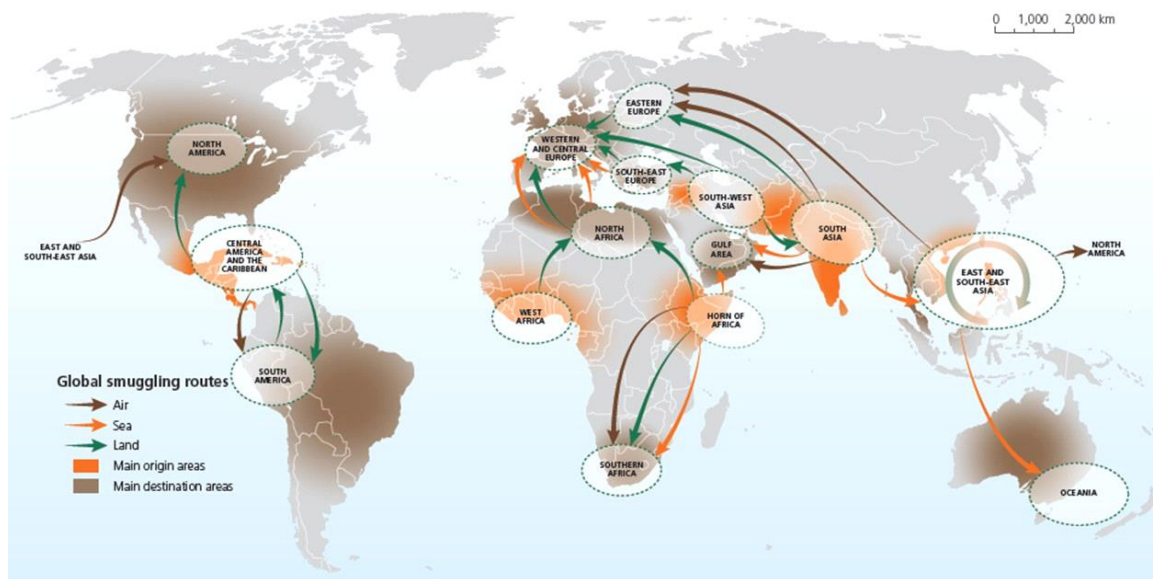 0 1,000 2,000 km
EASTERN
EUROPE
NORTH
AMERICA
WESTERN
AND CENTRAL
EUROPE
SOUTH-EAST
EUROPE
SOUTH-WEST
ASIA
NORTH
AFRICA
SOUTH
ASIA
GULF
AREA
EAST AND
SOUTH-EAST ASIA
CENTRAL
AMERICA
AND THE
CARIBBEAN
NORTH
AMERICA
EAST AND
SOUTH-EAST
ASIA
WEST
AFRICA
HORN OF
AFRICA
SOUTH
AMERICA
Global smuggling routes
Air
Sea
Land
Main origin areas
Main destination areas
SOUTHERN
AFRICA
OCEANIA